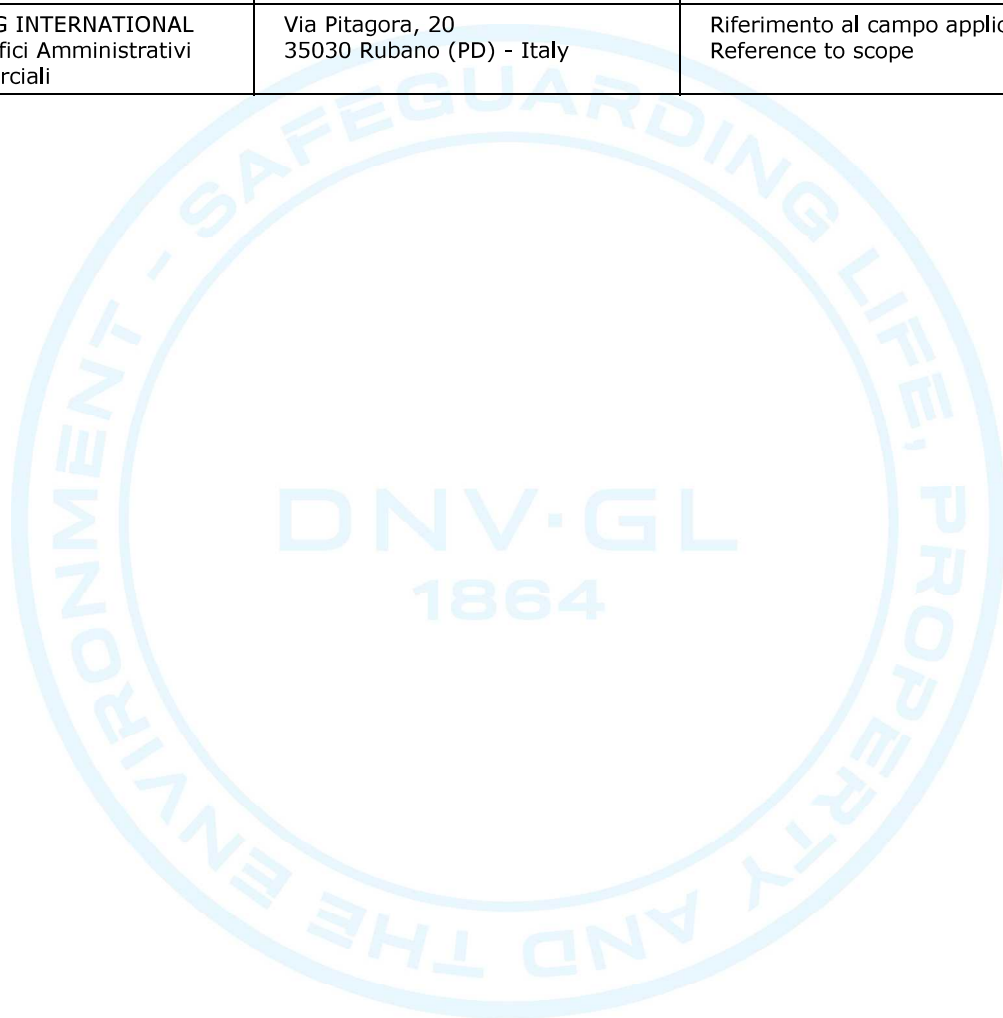 G INTERNATIONAL
fici Amministrativi
rciali
Via Pitagora, 20
35030 Rubano (PD) - Italy
Riferimento al campo applic
Reference to scope
SAFEGUARDING LIFE, PROPERTY AND THE ENVIRONMENT -
DNV·GL
1864